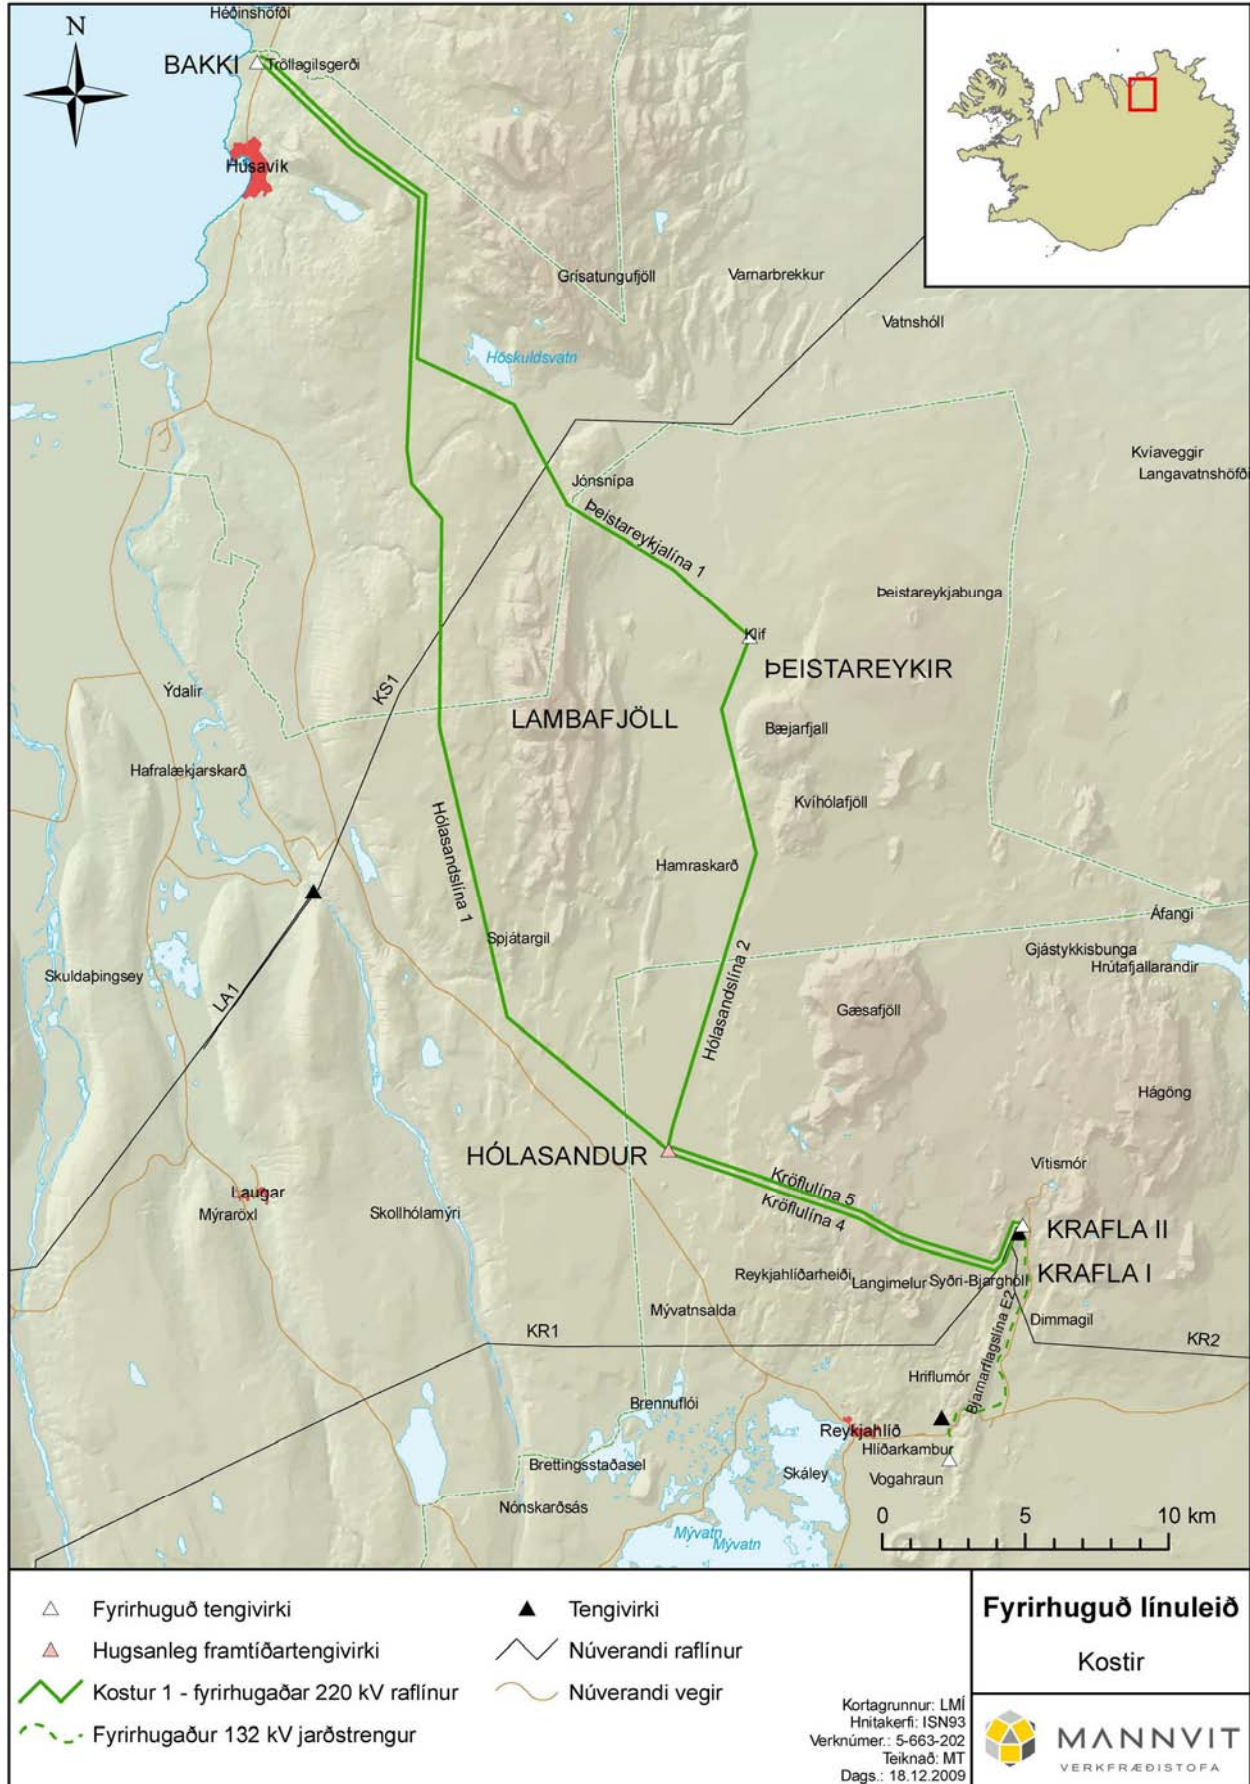 Héðinshöfði
N
BAKKI
Tröllagilsgerði
Húsavík
Grísatungufjöll
Varnarbrekkur
Vatnshóll
Höskuldsvatn
Kvíaveggir
Langavatnshöfði
Jónsnípa
Þeistareykjalína 1
Þeistareykjabunga
Klif
ÞEISTAREYKIR
Ýdalir
KS1
LAMBAFJÖLL
Bæjarfjall
Hafralækjarskarð
Kvíhólafjöll
Hólasandslína 1
Hamraskarð
Áfangi
Spjátargil
Gjástykkisbunga
Hrútafjallarandir
Skuldaþingsey
LA1
Hólasandslína 2
Gæsafjöll
Hágöng
HÓLASANDUR
Vítismór
Kröflulína 5
Kröflulína 4
Laugar
Mýraröxl
Skollhólamýri
KRAFLA II
KRAFLA I
Reykjahlíðarheiði
Langimelur
Syðri-Bjarghóll
Mývatnsalda
Dimmagil
KR1
KR2
Bjarnarflagslína E2
Hriflumór
Brennuflói
Reykjahlíð
Hlíðarkambur
Brettingsstaðasel
Skáley
Vogahraun
Nónskarðsás
0 5 10 km
Mývatn
Mývatn
Fyrirhuguð tengivirki
Hugsanleg framtíðartengivirki
Kostur 1 - fyrirhugaðar 220 kV raflínur
Fyrirhugaður 132 kV jarðstrengur
Tengivirki
Núverandi raflínur
Núverandi vegir
Kortagrunnur: LMÍ
Hnitakerfi: ISN93
Verknúmer.: 5-663-202
Teiknað: MT
Dags.: 18.12.2009
Fyrirhuguð línuleið
Kostir
MANNVIT
VERKFRÆÐISTOFA